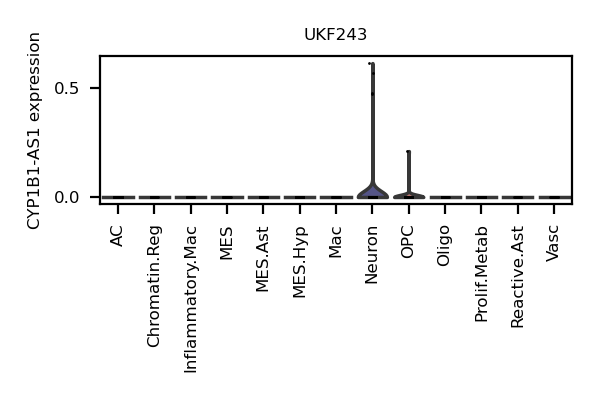 UKF243
CYP1B1-AS1 expression
0.5
0.0
AC
Chromatin.Reg
Inflammatory.Mac
MES
MES.Ast
MES.Hyp
Mac
Neuron
OPC
Oligo
Prolif.Metab
Reactive.Ast
Vasc